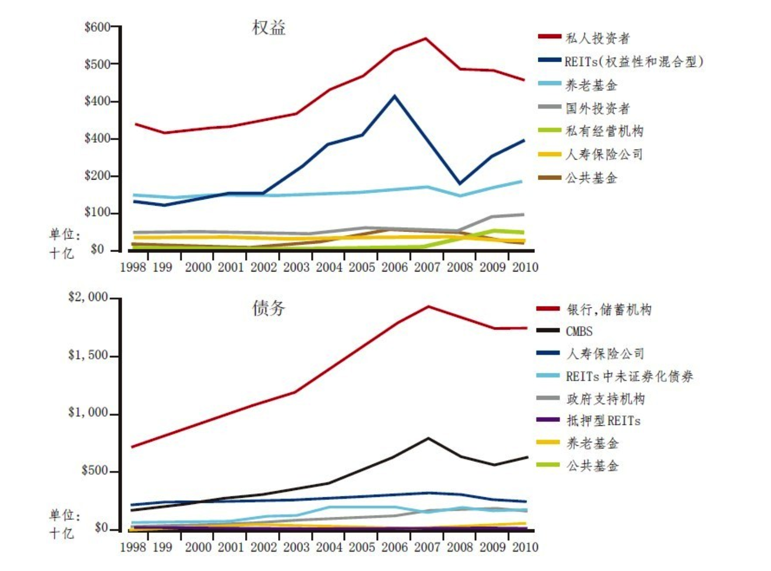 权益
$600
$500
$400
$400
$200
$100
$0
单位:
十亿
1998 199 2000 2001 2002 2003 2004 2005 2006 2007 2008 2009 2010
私人投资者
REITs(权益性和混合型)
养老基金
国外投资者
私有经营机构
人寿保险公司
公共基金
债务
$2,000
$1,500
$1,000
$500
$0
单位:
十亿
1998 199 2000 2001 2002 2003 2004 2005 2006 2007 2008 2009 2010
银行,储蓄机构
CMBS
人寿保险公司
REITs中未证券化债券
政府支持机构
抵押型REITs
养老基金
公共基金